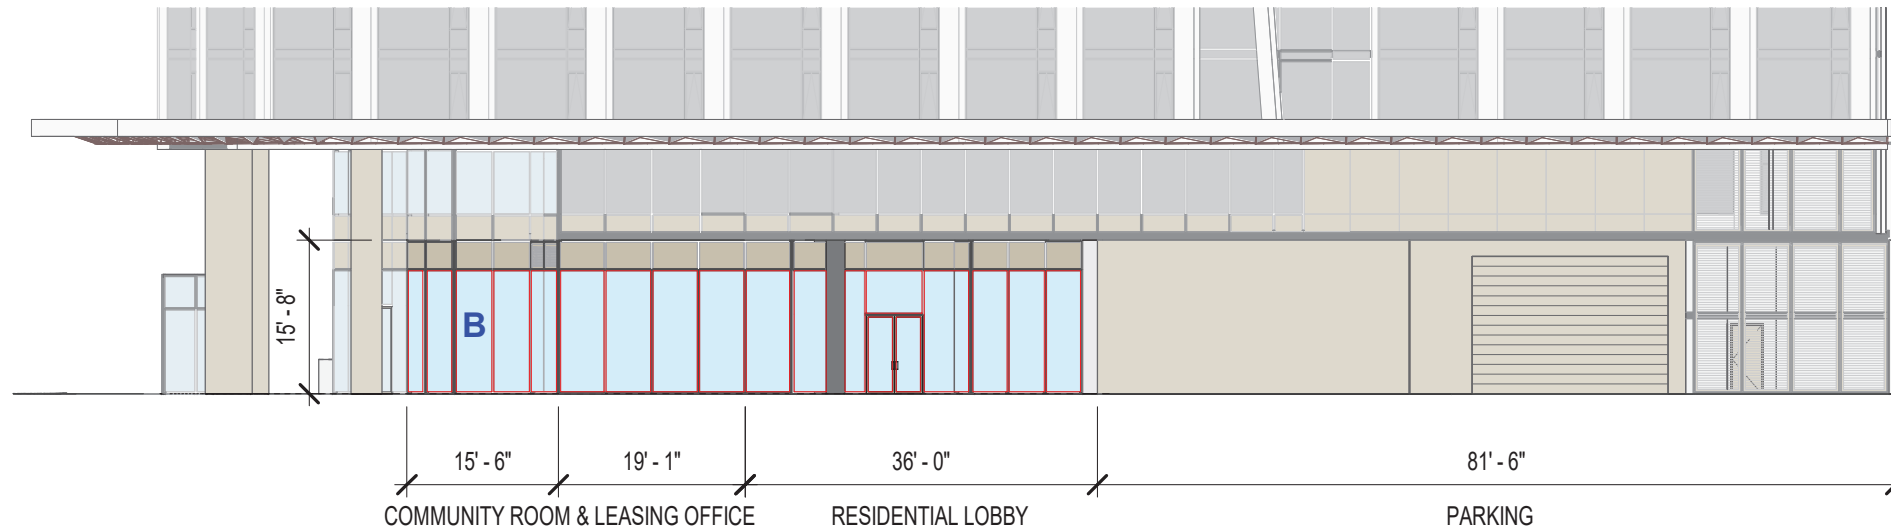 B
15' - 8"
15' - 6"
19' - 1"
36' - 0"
81' - 6"
COMMUNITY ROOM & LEASING OFFICE
RESIDENTIAL LOBBY
PARKING